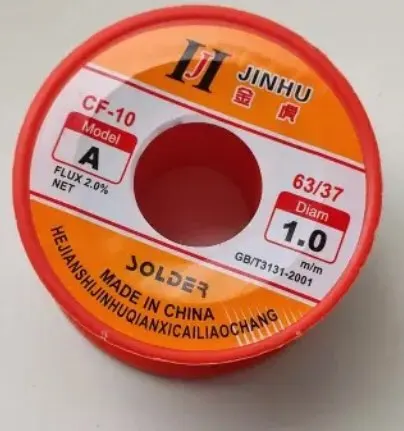 JINHU
金虎
CF-10
Model
A
FLUX 2.0%
NET
63/37
Diam
1.0
m/m
GB/T3131-2001
SOLDER
MADE IN CHINA
HEJIANSHIJINHUQIANXICAILIAOCHANG